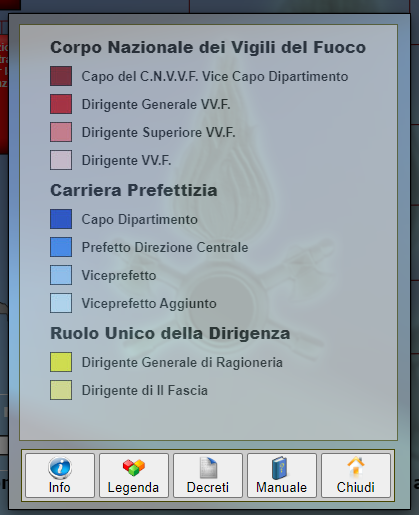 Corpo Nazionale dei Vigili del Fuoco
Capo del C.N.V.V.F. Vice Capo Dipartimento
Dirigente Generale VV.F.
Dirigente Superiore VV.F.
Dirigente VV.F.
Carriera Prefettizia
Capo Dipartimento
Prefetto Direzione Centrale
Viceprefetto
Viceprefetto Aggiunto
Ruolo Unico della Dirigenza
Dirigente Generale di Ragioneria
Dirigente di II Fascia
Info
Legenda
Decreti
Manuale
Chiudi